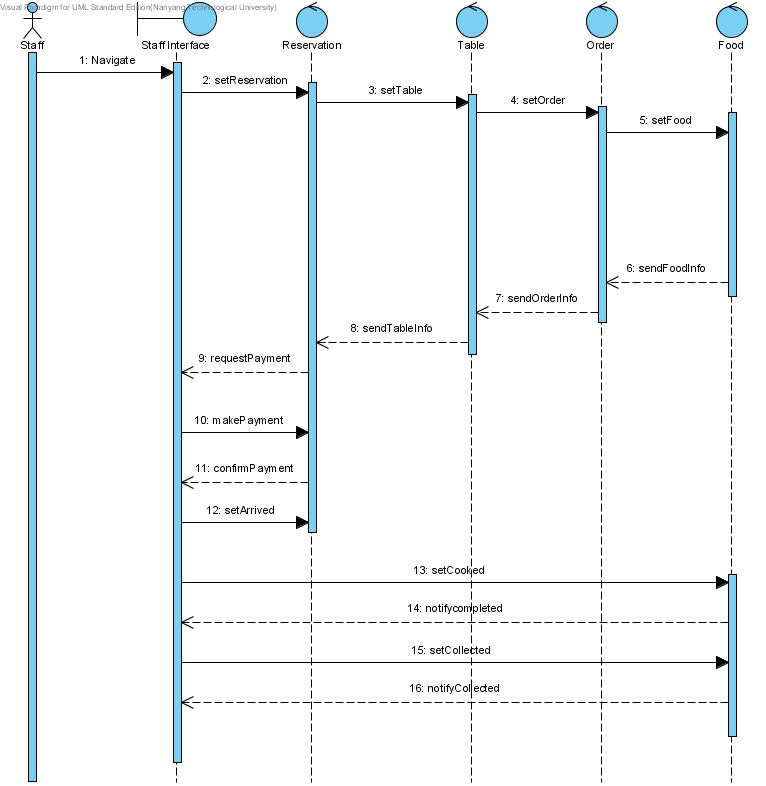 Visual Paradigm for UML Standard Edition(Nanyang Technological University)
Staff
Staff Interface
Reservation
Table
Order
Food
1: Navigate
2: setReservation
3: setTable
4: setOrder
5: setFood
6: sendFoodInfo
7: sendOrderInfo
8: sendTableInfo
9: requestPayment
10: makePayment
11: confirmPayment
12: setArrived
13: setCooked
14: notifycompleted
15: setCollected
16: notifyCollected